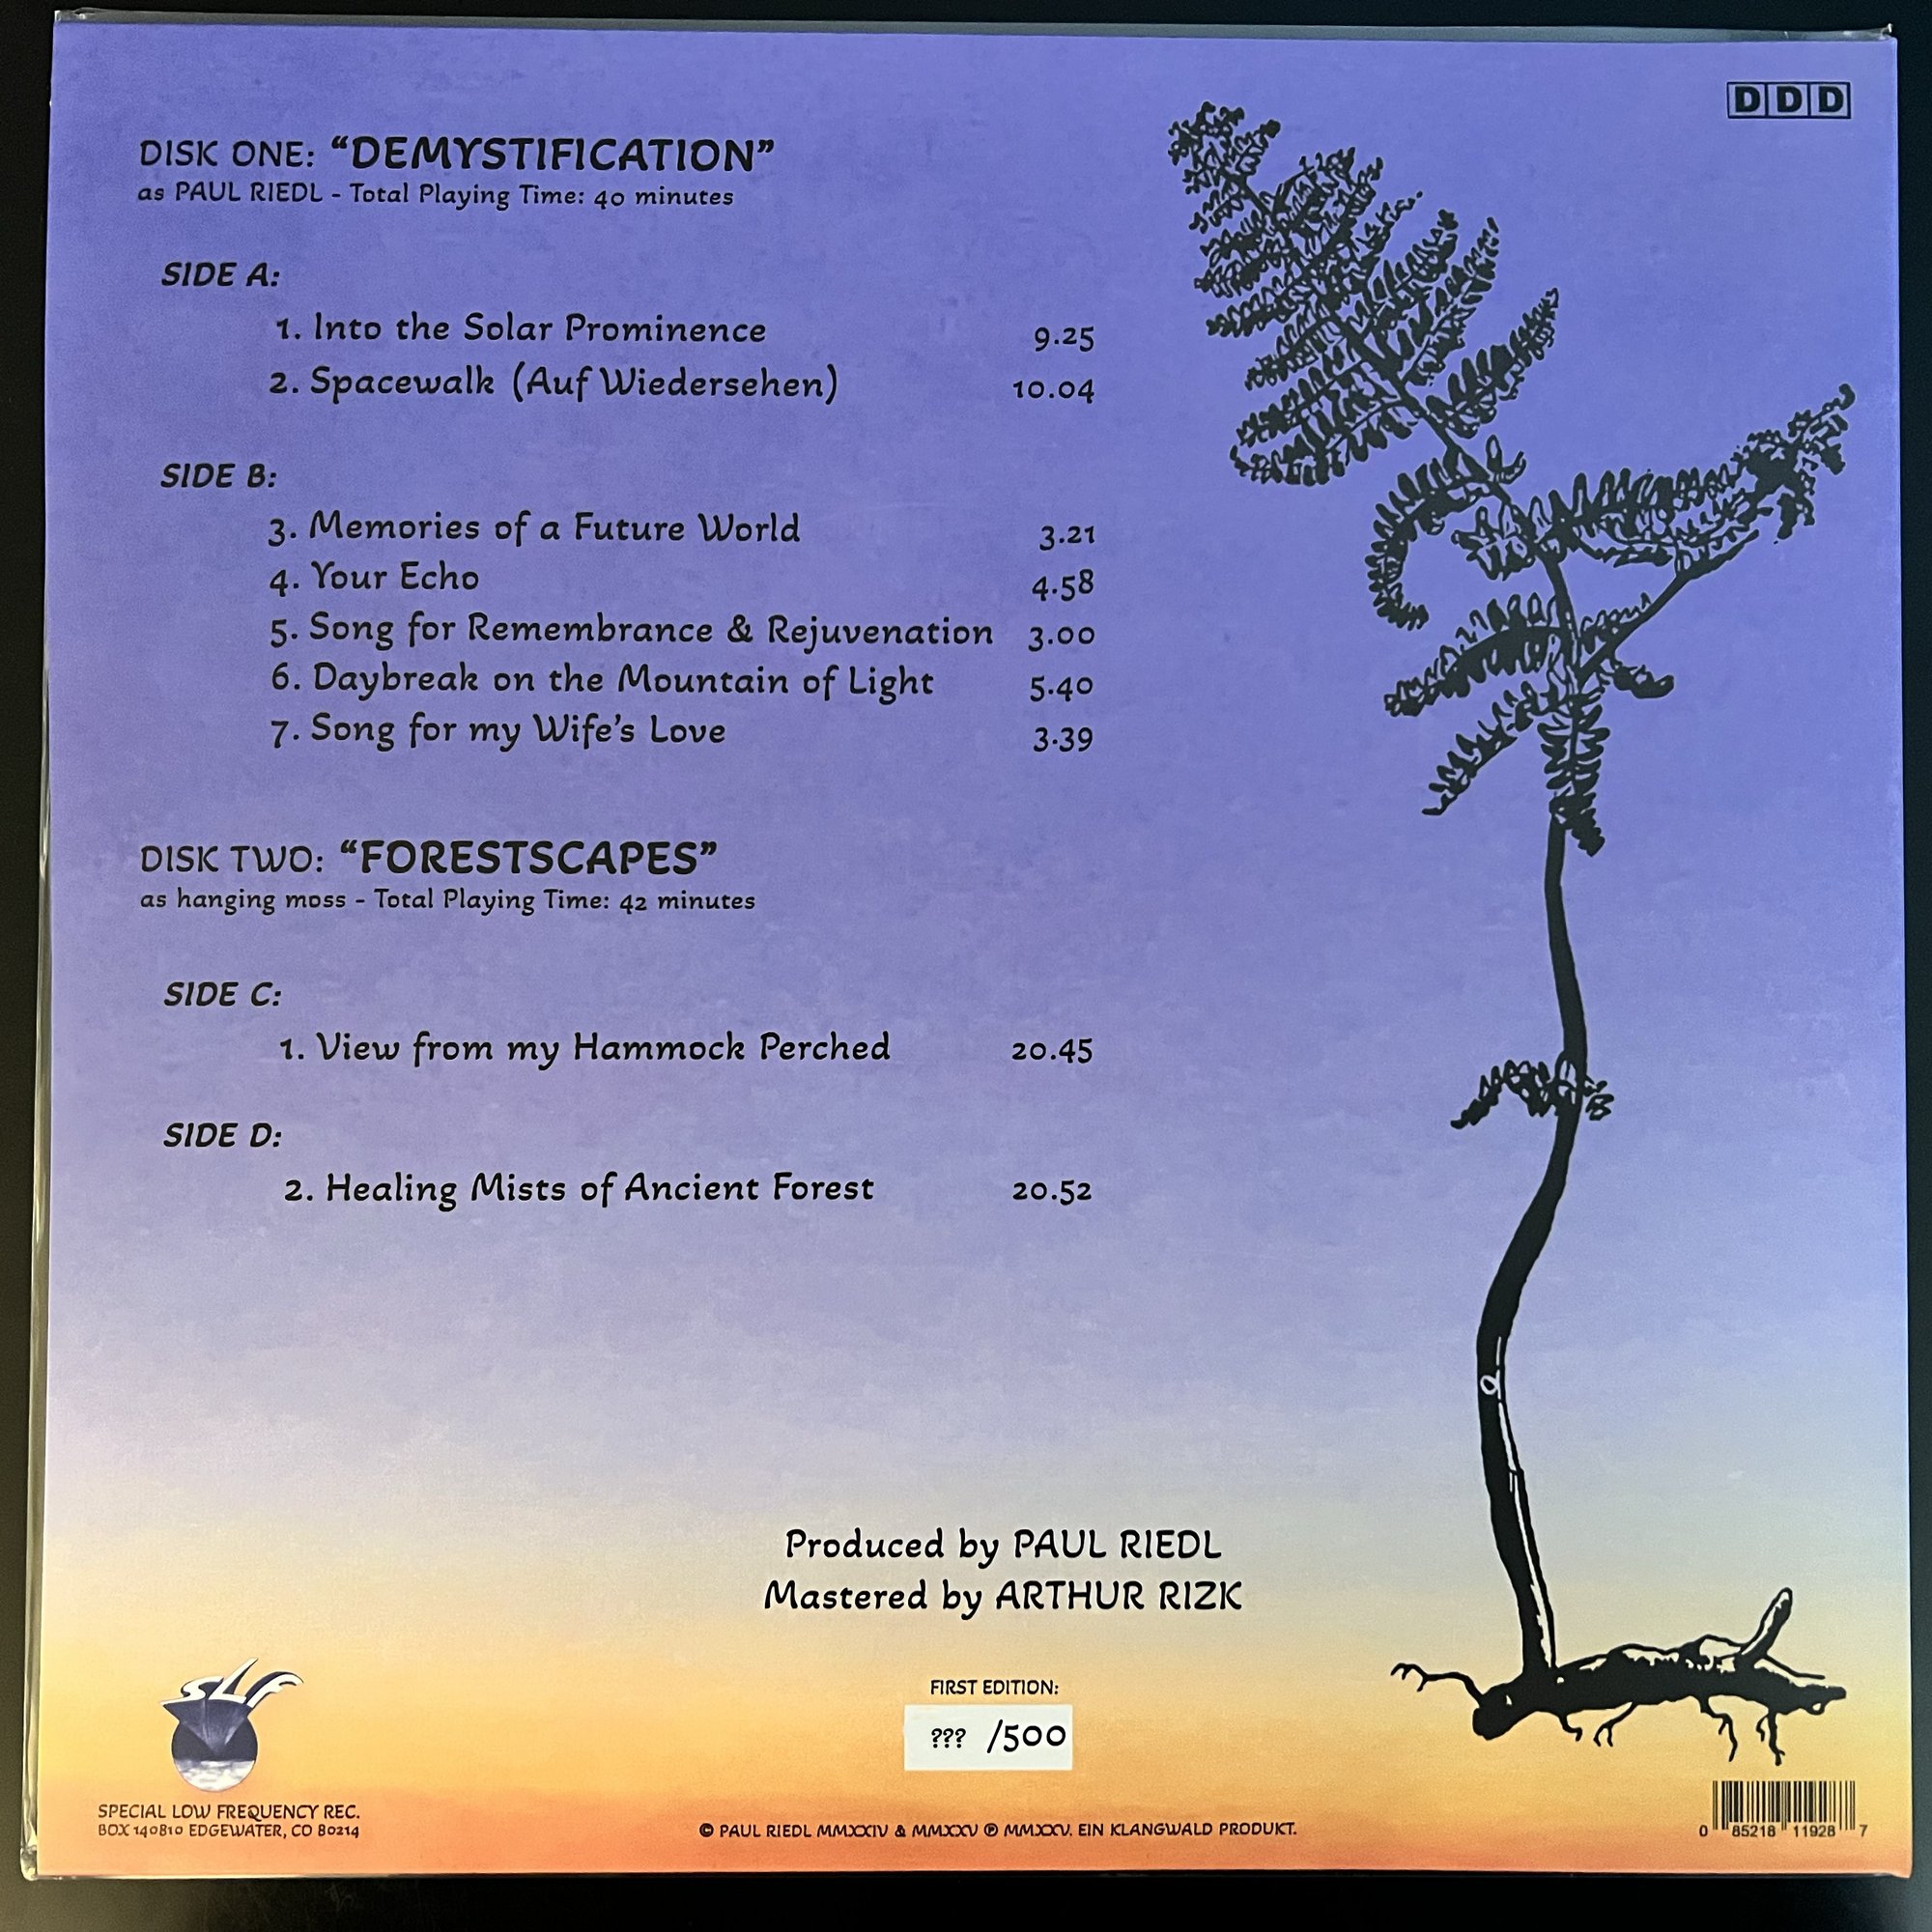 DDD
DISK ONE: “DEMYSTIFICATION”
as PAUL RIEDL - Total Playing Time: 40 minutes
SIDE A:
1. Into the Solar Prominence 9.25
2. Spacewalk (Auf Wiedersehen) 10.04
SIDE B:
3. Memories of a Future World 3.21
4. Your Echo 4.58
5. Song for Remembrance & Rejuvenation 3.00
6. Daybreak on the Mountain of Light 5.40
7. Song for my Wife’s Love 3.39
DISK TWO: “FORESTSCAPES”
as hanging moss - Total Playing Time: 42 minutes
SIDE C:
1. View from my Hammock Perched 20.45
SIDE D:
2. Healing Mists of Ancient Forest 20.52
Produced by PAUL RIEDL
Mastered by ARTHUR RIZK
FIRST EDITION:
??? /500
SLF
SPECIAL LOW FREQUENCY REC.
BOX 140810 EDGEWATER, CO 80214
© PAUL RIEDL MMXXIV & MMXXV ℗ MMXXV. EIN KLANGWALD PRODUKT.
0 85218 11928 7